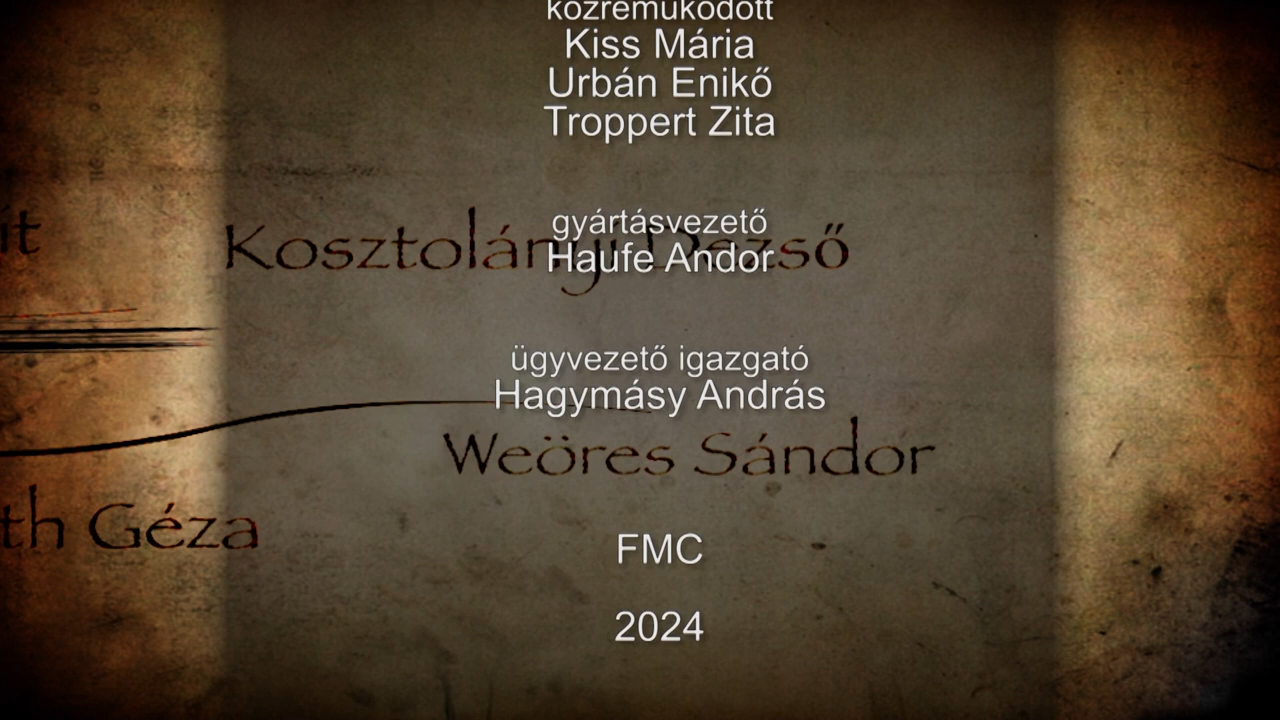 közreműködött
Kiss Mária
Urbán Enikő
Troppert Zita
gyártásvezető
Kosztolányi Dezső
Haufe Andor
ügyvezető igazgató
Hagymásy András
Weöres Sándor
th Géza
FMC
2024